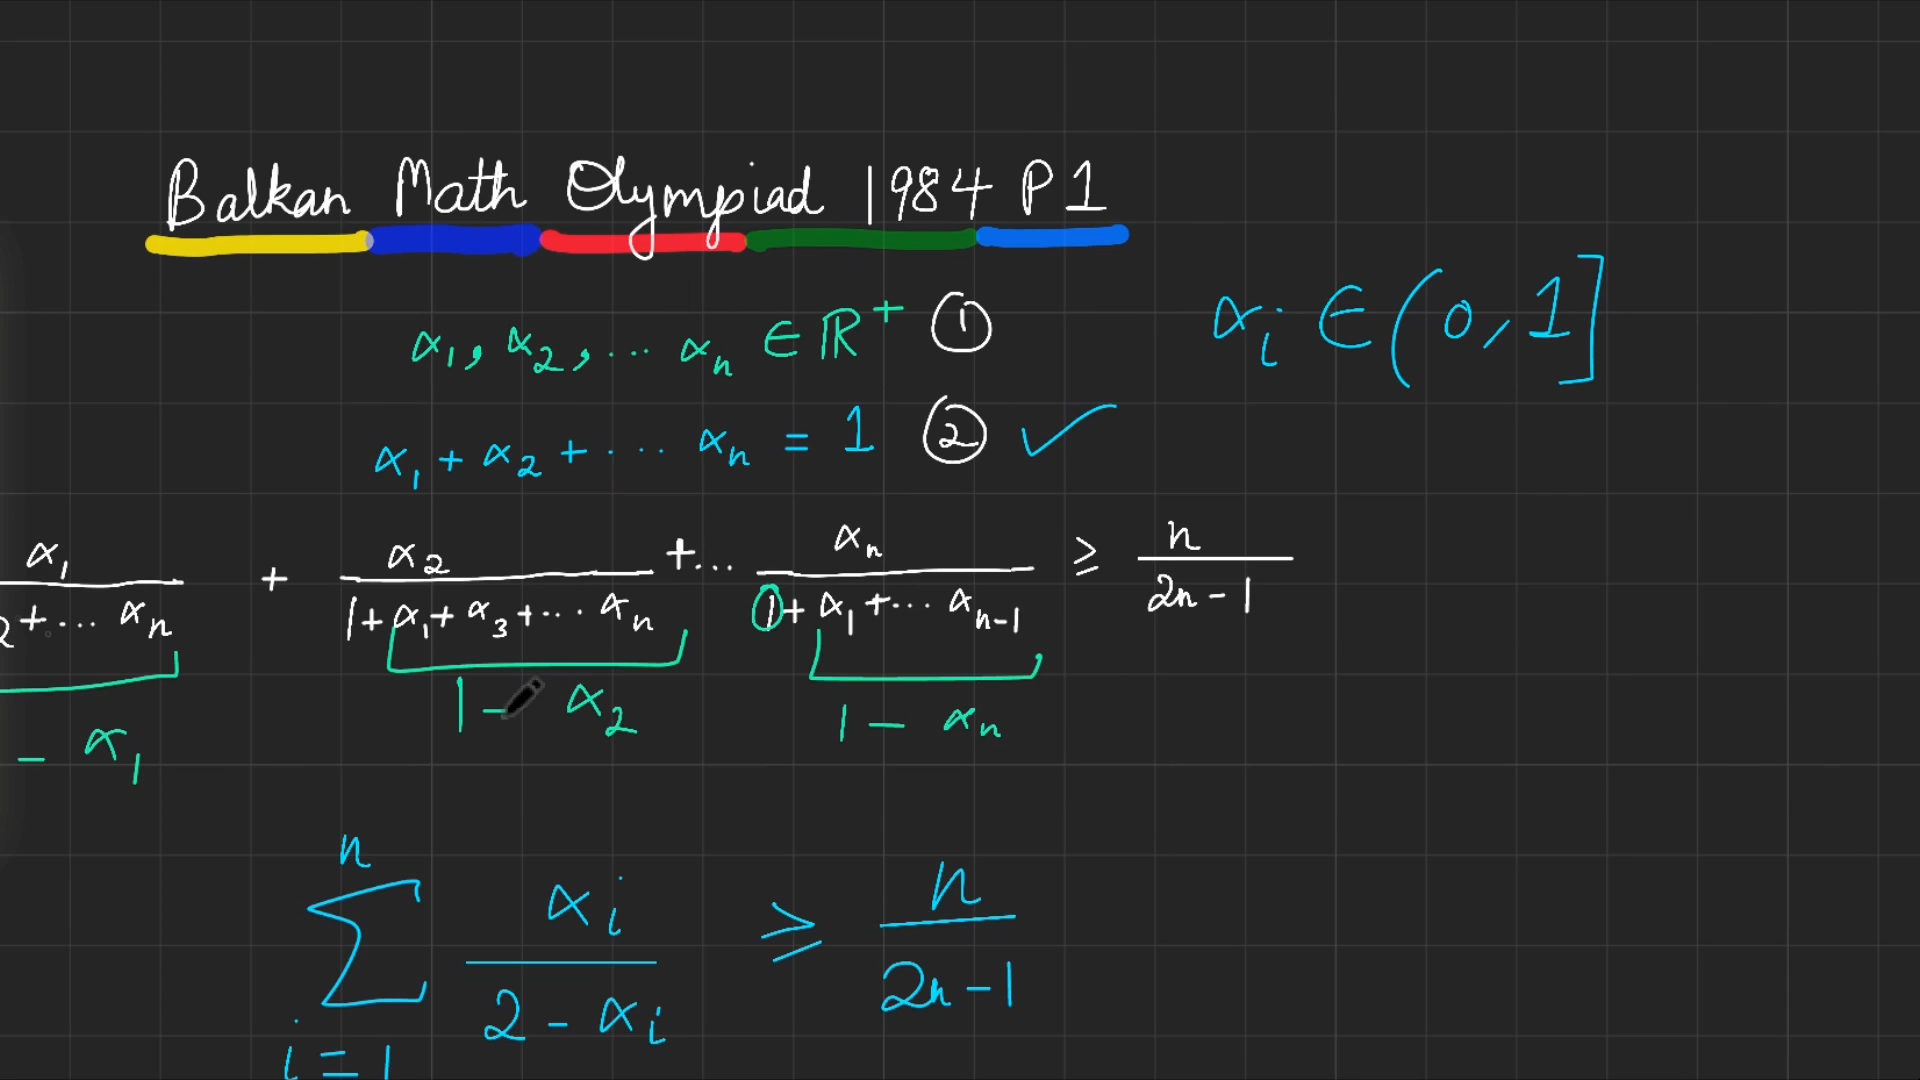 Balkan Math Olympiad 1984 P1
α₁, α₂, ... αₙ ∈ ℝ⁺ ①
αᵢ ∈ (0, 1]
α₁ + α₂ + ... αₙ = 1 ② ✓
α₁ / 2 + ... αₙ + α₂ / 1 + α₁ + α₃ + ... αₙ + ... αₙ / 1 + α₁ + ... αₙ₋₁ ≥ n / 2n - 1
- α₁ 1 - α₂ 1 - αₙ
∑ i = 1 n αᵢ / 2 - αᵢ ≥ n / 2n - 1